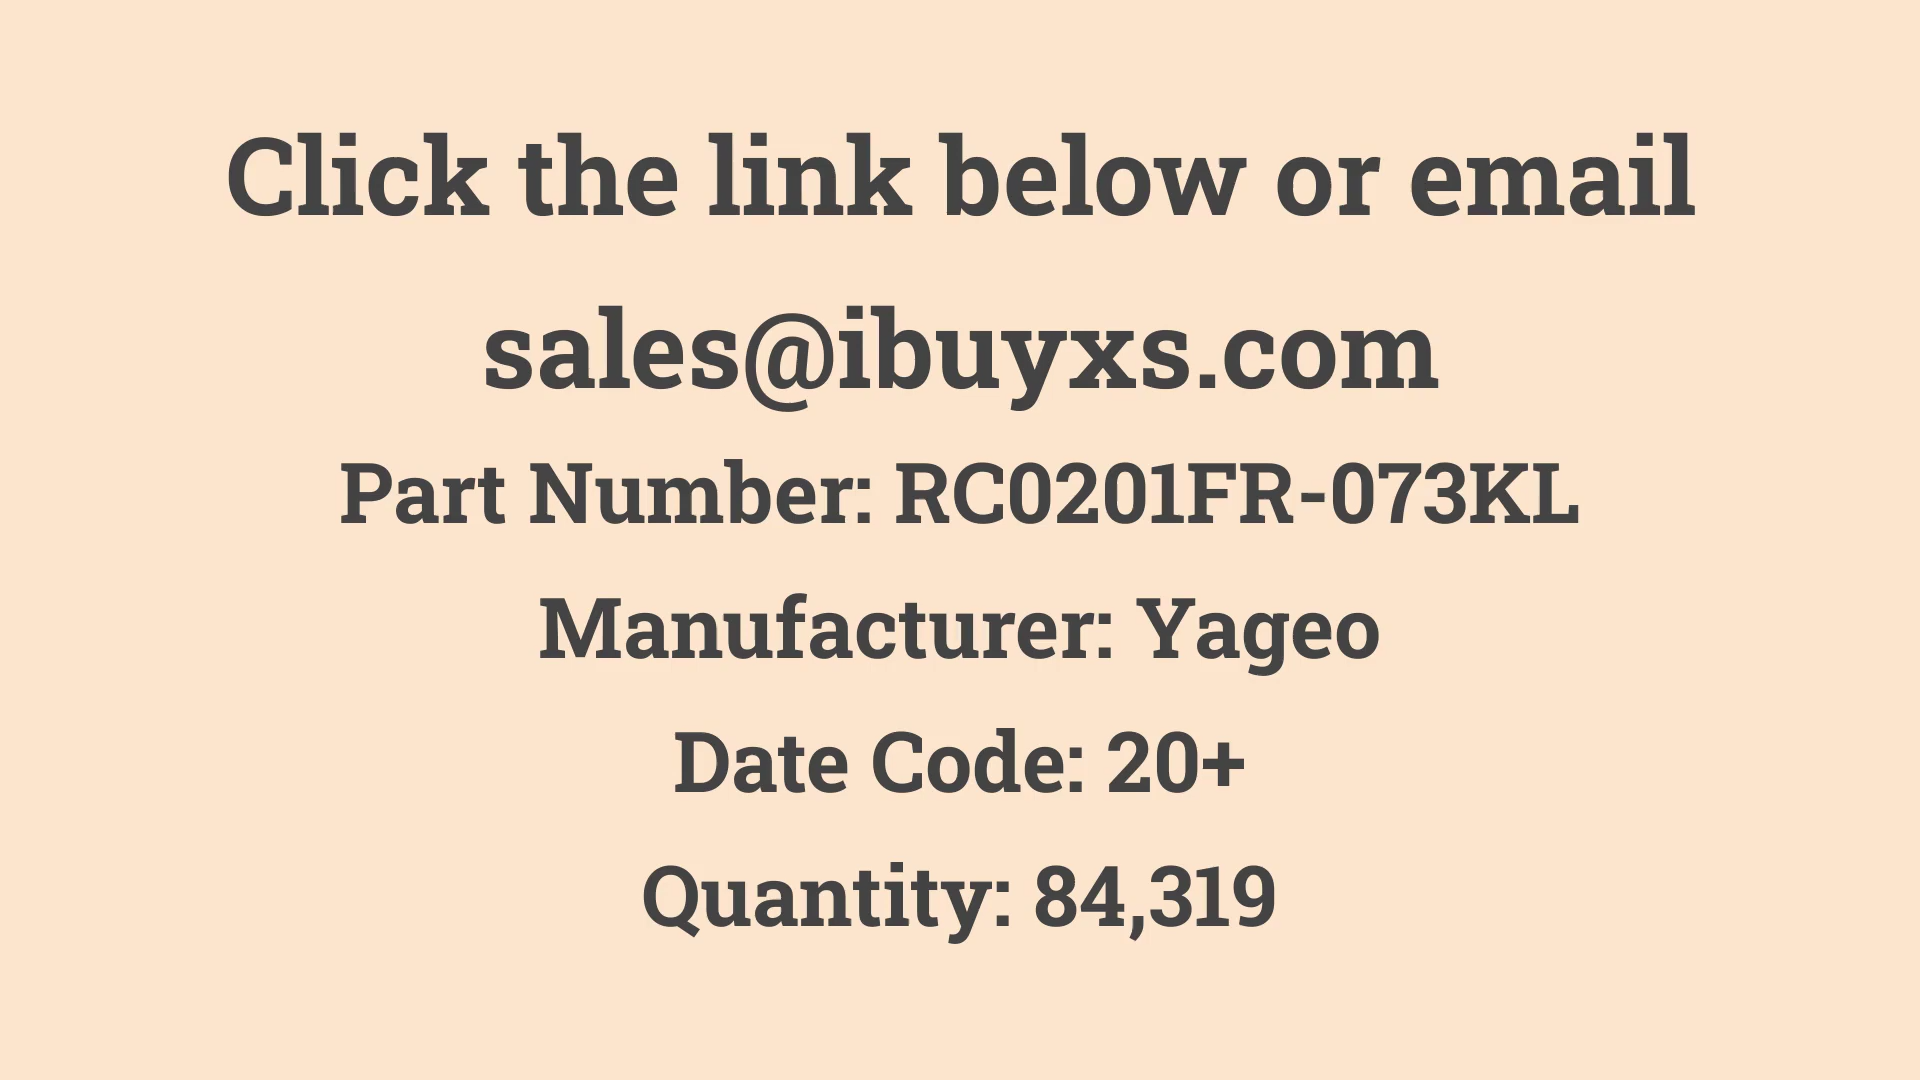 Click the link below or email
sales@ibuyxs.com
Part Number: RC0201FR-073KL
Manufacturer: Yageo
Date Code: 20+
Quantity: 84,319